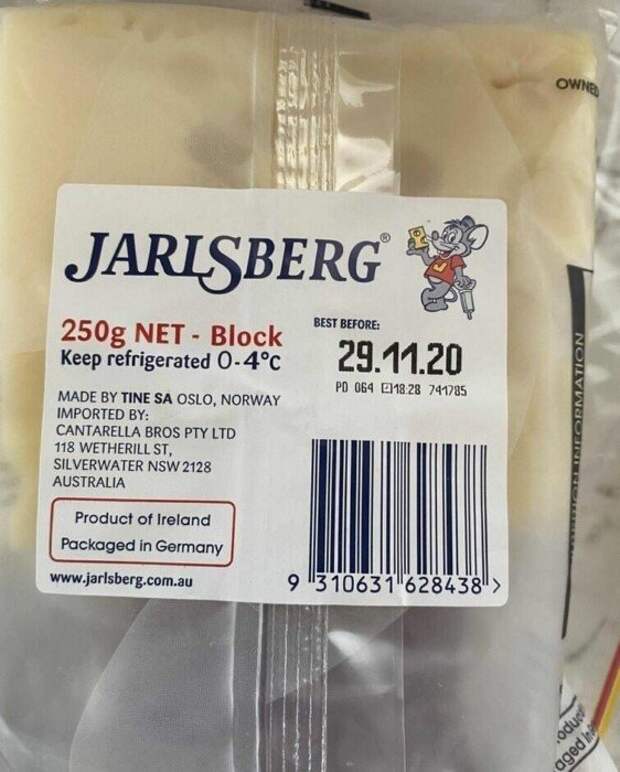 OWNED
JARLSBERG®
250g NET - Block
Keep refrigerated 0-4°C
BEST BEFORE:
29.11.20
PO 064 18:28 741785
MADE BY TINE SA OSLO, NORWAY
IMPORTED BY:
CANTARELLA BROS PTY LTD
118 WETHERILL ST,
SILVERWATER NSW 2128
AUSTRALIA
Product of Ireland
Packaged in Germany
www.jarlsberg.com.au
9 310631 628438 >
INFORMATION